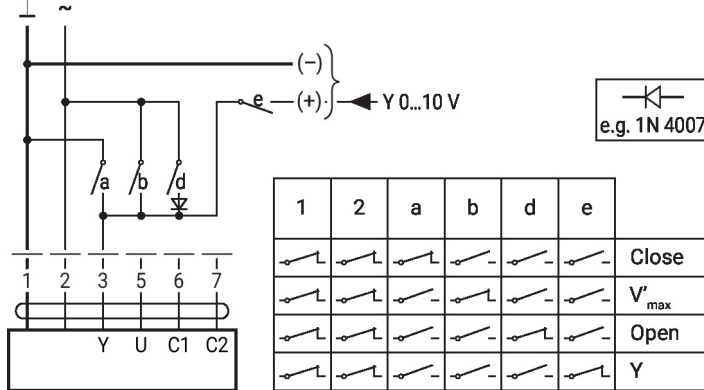 ~
(–)
e (+) Y 0...10 V
e.g. 1N 4007
a b d
1 2 a b d e
Close
V'max
Open
Y
1 2 3 5 6 7
Y U C1 C2